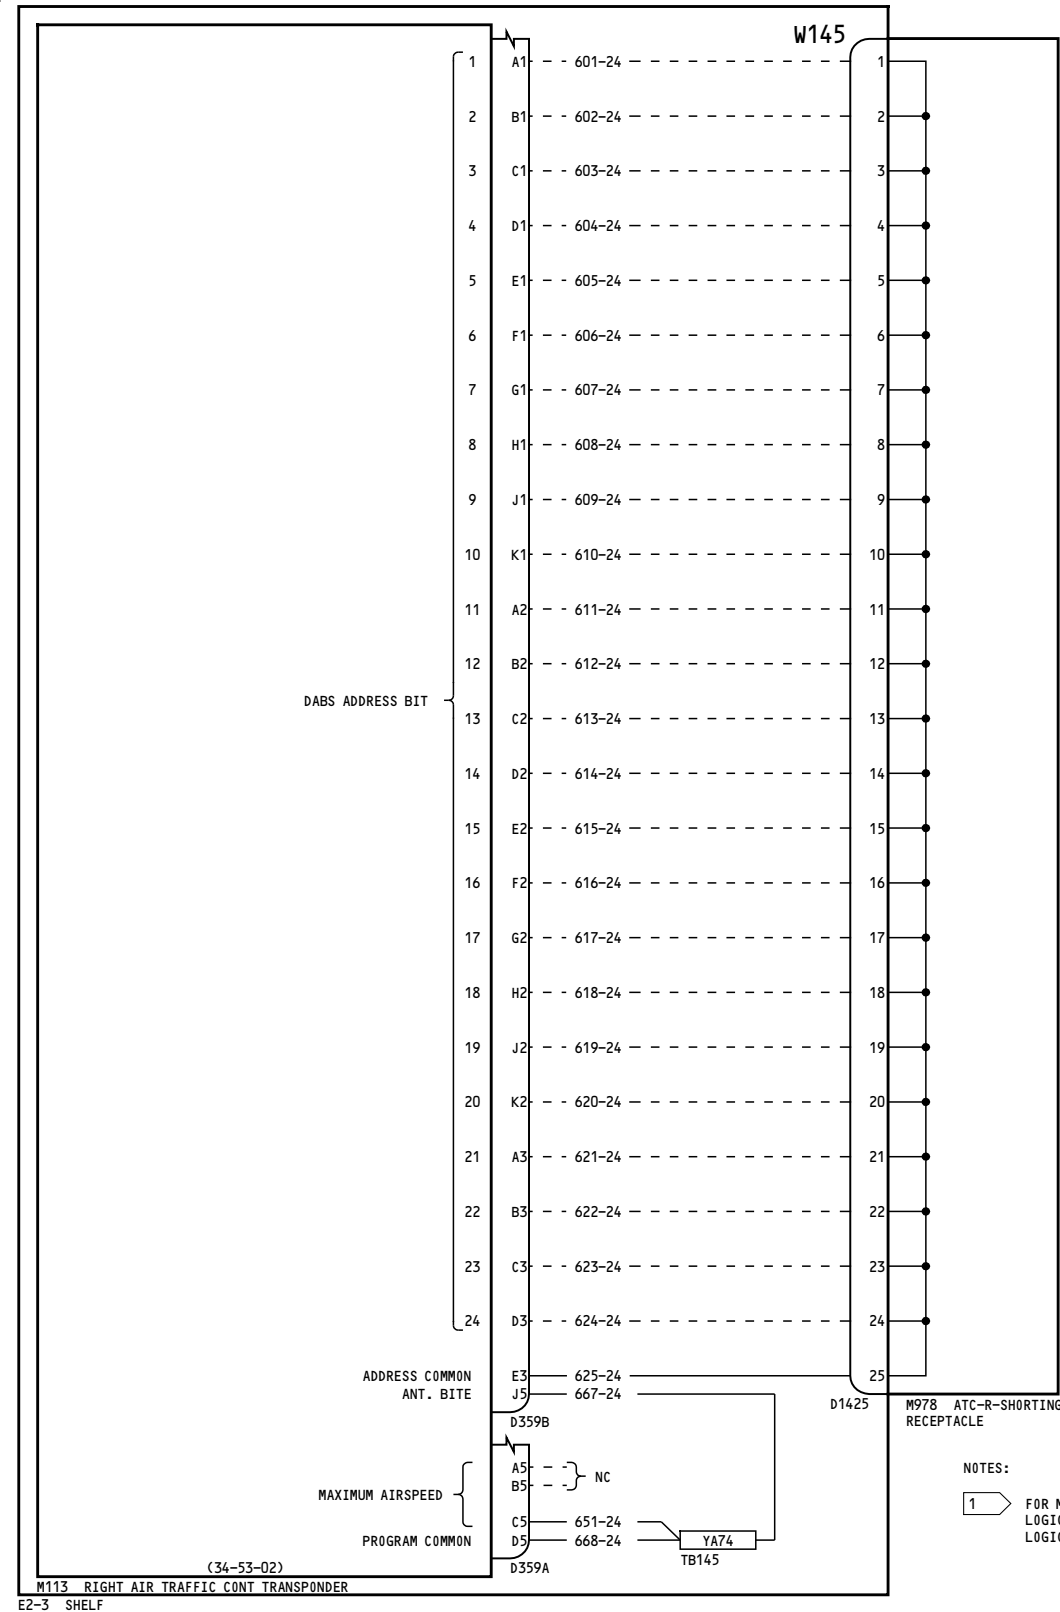 W145
1 A1 601-24 1
2 B1 602-24 2
3 C1 603-24 3
4 D1 604-24 4
5 E1 605-24 5
6 F1 606-24 6
7 G1 607-24 7
8 H1 608-24 8
9 J1 609-24 9
10 K1 610-24 10
11 A2 611-24 11
12 B2 612-24 12
DABS ADDRESS BIT
13 C2 613-24 13
14 D2 614-24 14
15 E2 615-24 15
16 F2 616-24 16
17 G2 617-24 17
18 H2 618-24 18
19 J2 619-24 19
20 K2 620-24 20
21 A3 621-24 21
22 B3 622-24 22
23 C3 623-24 23
24 D3 624-24 24
ADDRESS COMMON E3 625-24 25
ANT. BITE J5 667-24
D1425 M978 ATC-R-SHORTING
RECEPTACLE
D359B
A5
NC
B5
NOTES:
MAXIMUM AIRSPEED
1 FOR
C5 651-24
LOGIC
PROGRAM COMMON D5 668-24 YA74
LOGIC
TB145
(34-53-02) D359A
M113 RIGHT AIR TRAFFIC CONT TRANSPONDER
E2-3 SHELF